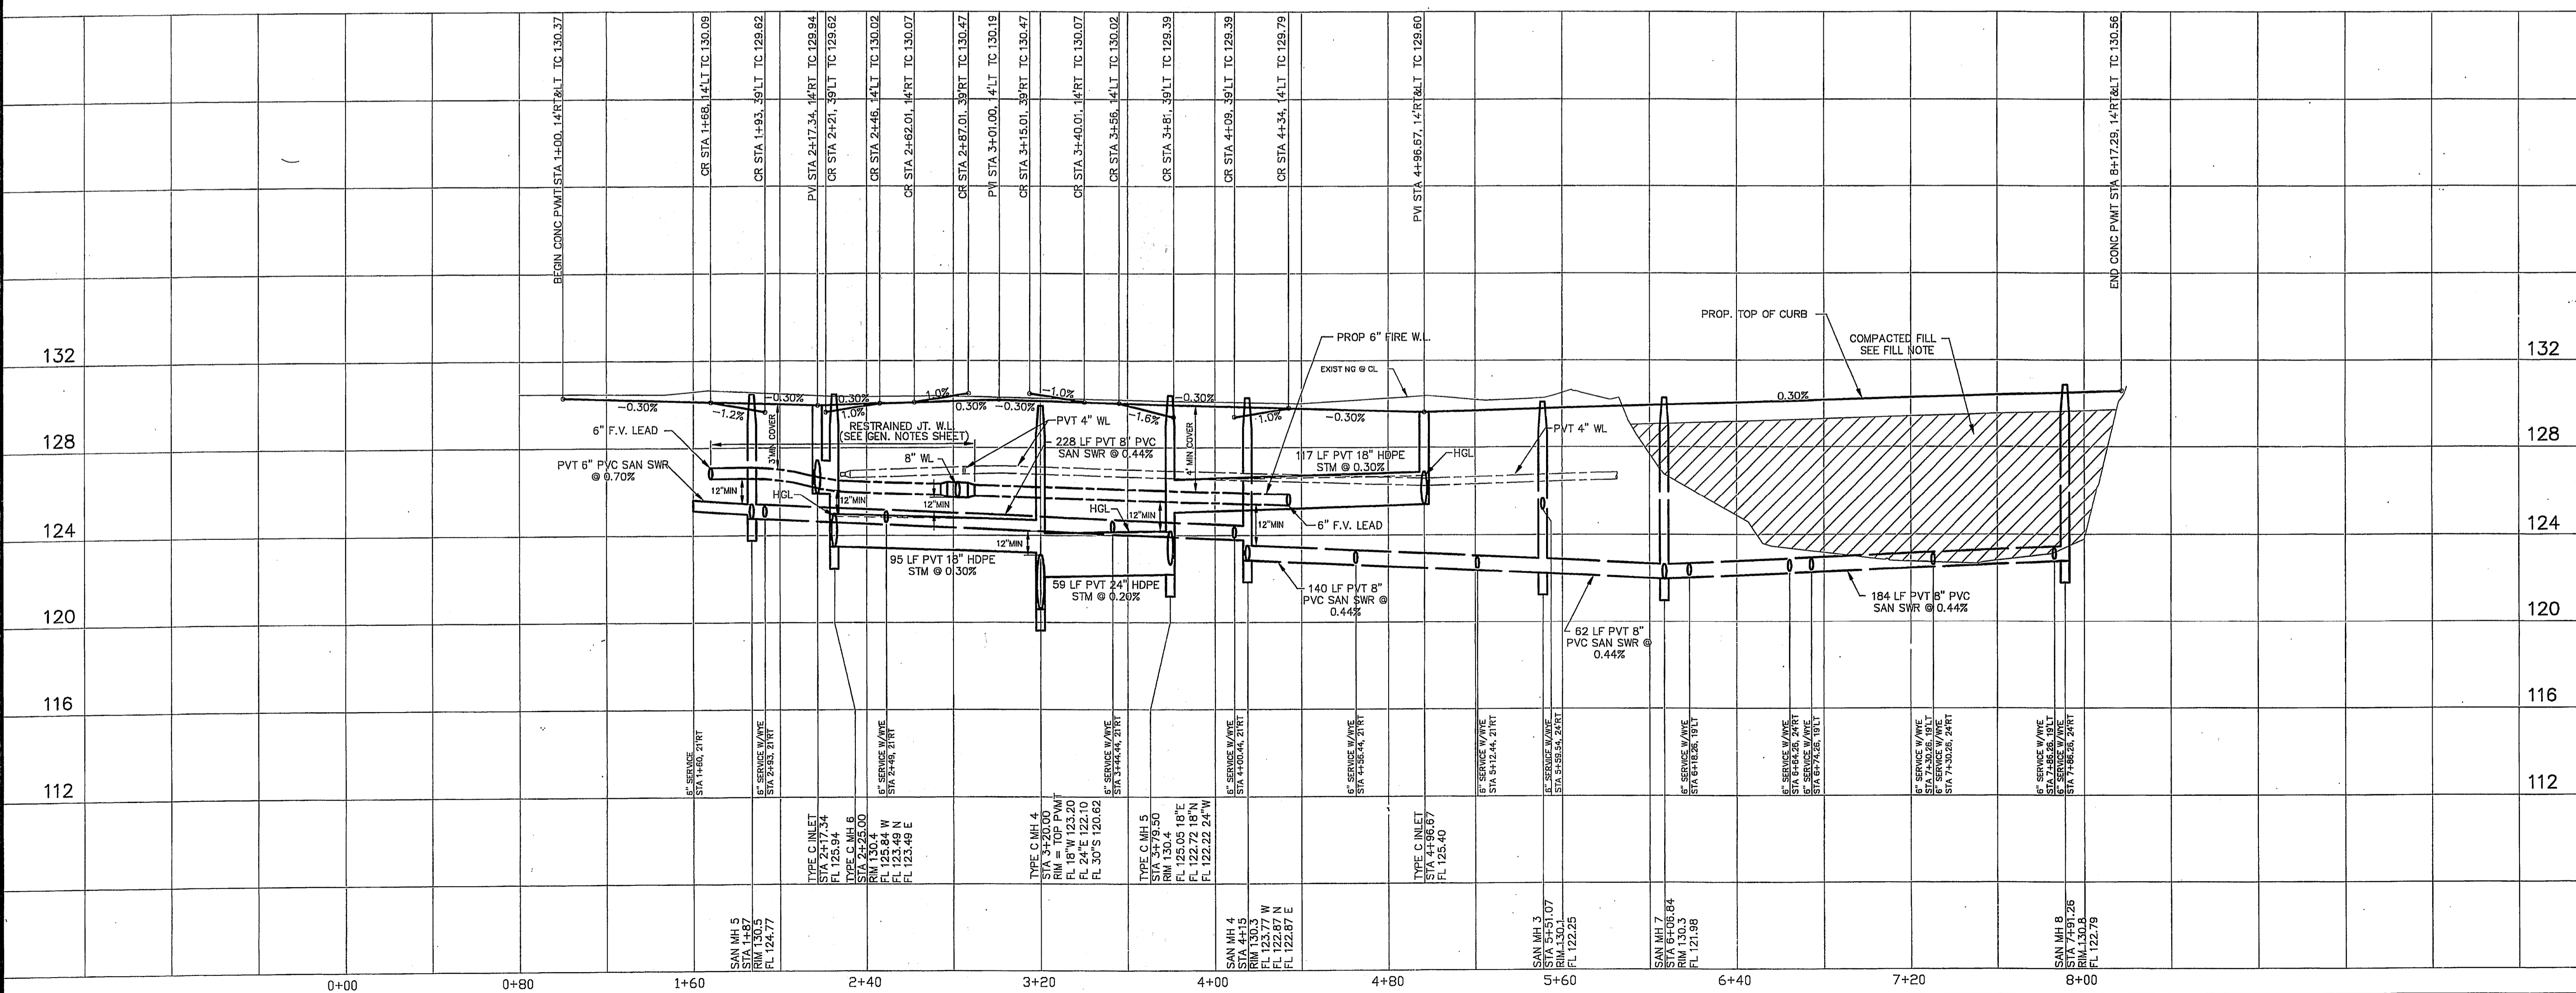 BEGIN CONC PVMT STA 1+00, 14'RT&LT TC 130.37
CR STA 1+68, 14'LT TC 130.09
CR STA 1+93, 39'LT TC 129.62
PVI STA 2+17.34, 14'RT TC 129.94
CR STA 2+21, 39'LT TC 129.62
CR STA 2+46, 14'LT TC 130.02
CR STA 2+62.01, 14'RT TC 130.07
CR STA 2+87.01, 39'RT TC 130.47
PVI STA 3+01.00, 14'LT TC 130.19
CR STA 3+15.01, 39'RT TC 130.47
CR STA 3+40.01, 14'RT TC 130.07
CR STA 3+56, 14'LT TC 130.02
CR STA 3+81, 39'LT TC 129.39
CR STA 4+09, 39'LT TC 129.39
CR STA 4+34, 14'LT TC 129.79
PVI STA 4+96.67, 14'RT&LT TC 129.60
END CONC PVMT STA 8+17.29, 14'RT&LT TC 130.56
PROP. TOP OF CURB
COMPACTED FILL
SEE FILL NOTE
PROP 6" FIRE W.L.
EXIST NG @ CL
132
132
-0.30%
-1.2%
-0.30%
0.30%
1.0%
1.0%
0.30%
-0.30%
-1.0%
-1.6%
-0.30%
1.0%
-0.30%
0.30%
128
128
6" F.V. LEAD
3'MIN COVER
RESTRAINED JT. W.L.
(SEE GEN. NOTES SHEET)
PVT 4" WL
228 LF PVT 8" PVC
SAN SWR @ 0.44%
4' MIN COVER
117 LF PVT 18" HDPE
STM @ 0.30%
HGL
PVT 4" WL
PVT 6" PVC SAN SWR
@ 0.70%
8" WL
12"MIN
HGL
12"MIN
12"MIN
HGL
12"MIN
12"MIN
12"MIN
6" F.V. LEAD
124
124
95 LF PVT 18" HDPE
STM @ 0.30%
59 LF PVT 24" HDPE
STM @ 0.20%
140 LF PVT 8"
PVC SAN SWR @
0.44%
62 LF PVT 8"
PVC SAN SWR @
0.44%
184 LF PVT 8" PVC
SAN SWR @ 0.44%
120
120
116
116
6" SERVICE
STA 1+60, 21'RT
6" SERVICE W/WYE
STA 2+93, 21'RT
6" SERVICE W/WYE
STA 2+49, 21'RT
6" SERVICE W/WYE
STA 3+44.44, 21'RT
6" SERVICE W/WYE
STA 4+00.44, 21'RT
6" SERVICE W/WYE
STA 4+56.44, 21'RT
6" SERVICE W/WYE
STA 5+12.44, 21'RT
6" SERVICE W/WYE
STA 5+59.54, 24'RT
6" SERVICE W/WYE
STA 6+18.26, 19'LT
6" SERVICE W/WYE
STA 6+64.26, 24'RT
6" SERVICE W/WYE
STA 6+74.26, 19'LT
6" SERVICE W/WYE
STA 7+30.26, 19'LT
6" SERVICE W/WYE
STA 7+30.26, 24'RT
6" SERVICE W/WYE
STA 7+86.26, 19'LT
6" SERVICE W/WYE
STA 7+86.26, 24'RT
112
112
TYPE C INLET
STA 2+17.34
FL 125.94
TYPE C MH 6
STA 2+25.00
RIM 130.4
FL 125.84 W
FL 123.49 N
FL 123.49 E
TYPE C MH 4
STA 3+20.00
RIM = TOP PVMT
FL 18"W 123.20
FL 24"E 122.10
FL 30"S 120.62
TYPE C MH 5
STA 3+79.50
RIM 130.4
FL 125.05 18"E
FL 122.72 18"N
FL 122.22 24"W
TYPE C INLET
STA 4+96.67
FL 125.40
SAN MH 5
STA 1+87
RIM 130.5
FL 124.77
SAN MH 4
STA 4+15
RIM 130.3
FL 123.77 W
FL 122.87 N
FL 122.87 E
SAN MH 3
STA 5+51.07
RIM 130.1
FL 122.25
SAN MH 7
STA 6+06.84
RIM 130.3
FL 121.98
SAN MH 8
STA 7+91.26
RIM 130.8
FL 122.79
0+00
0+80
1+60
2+40
3+20
4+00
4+80
5+60
6+40
7+20
8+00